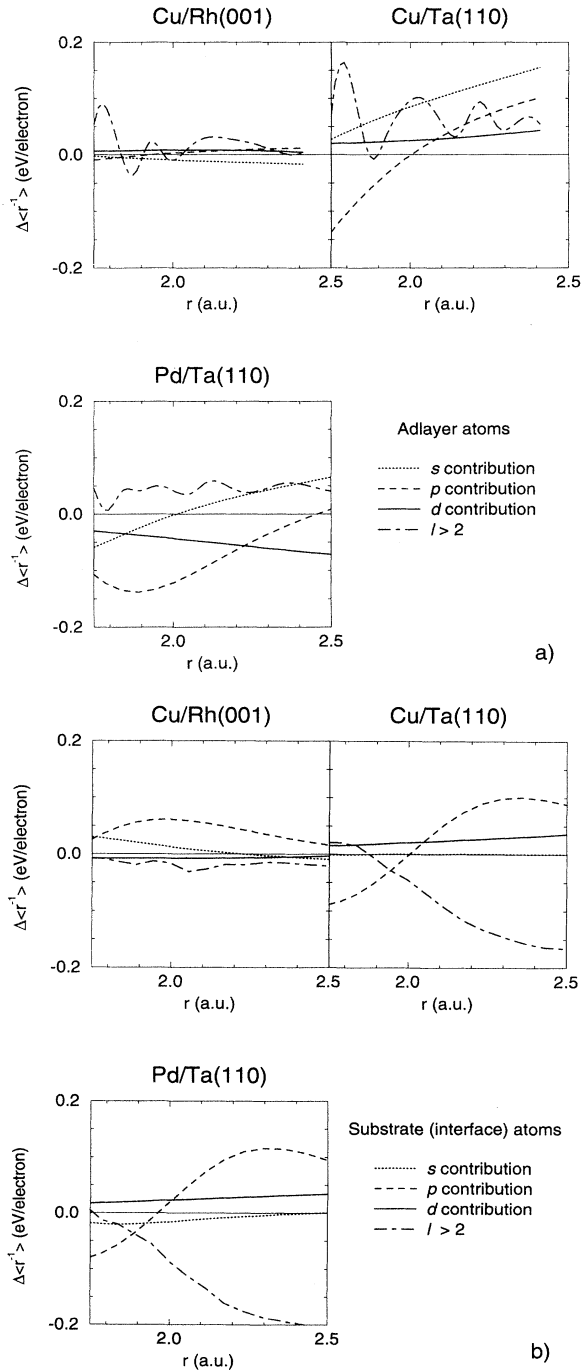 Cu/Rh(001) Cu/Ta(110)
0.2
0.0
-0.2
Δ<r⁻¹> (eV/electron)
2.0 2.5 2.0 2.5
r (a.u.) r (a.u.)
Pd/Ta(110)
0.2
0.0
-0.2
Δ<r⁻¹> (eV/electron)
2.0 2.5
r (a.u.)
Adlayer atoms
s contribution
p contribution
d contribution
l > 2
a)
Cu/Rh(001) Cu/Ta(110)
0.2
0.0
-0.2
Δ<r⁻¹> (eV/electron)
2.0 2.5 2.0 2.5
r (a.u.) r (a.u.)
Pd/Ta(110)
0.2
0.0
-0.2
Δ<r⁻¹> (eV/electron)
2.0 2.5
r (a.u.)
Substrate (interface) atoms
s contribution
p contribution
d contribution
l > 2
b)